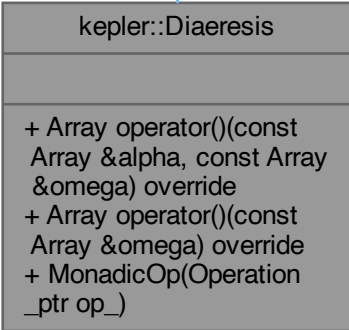 kepler::Diaeresis
+ Array operator()(const
Array &alpha, const Array
&omega) override
+ Array operator()(const
Array &omega) override
+ MonadicOp(Operation
_ptr op_)